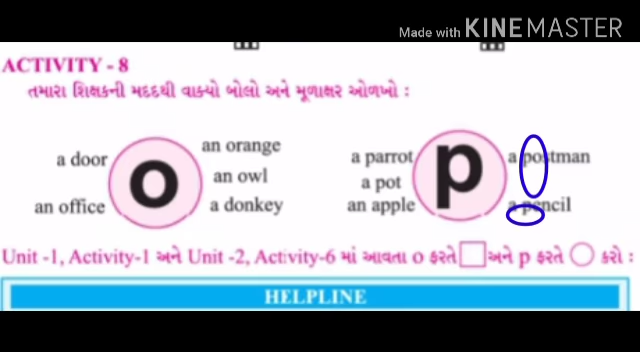 Made with KINEMASTER
ACTIVITY - 8
તમારા શિક્ષકની મદદથી વાક્યો બોલો અને મૂળાક્ષર ઓળખો :
a door
an office
o
an orange
an owl
a donkey
a parrot
a pot
an apple
p
a postman
a pencil
Unit -1, Activity-1 અને Unit -2, Activity-6 માં આવતા o ફરતે □ અને p ફરતે ○ કરો :
HELPLINE